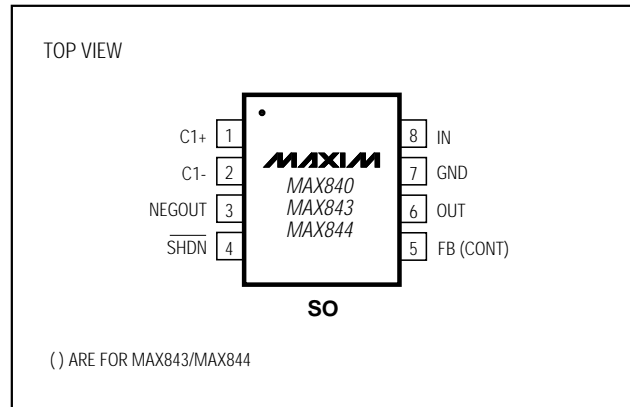 TOP VIEW
C1+ 1
C1- 2
NEGOUT 3
SHDN 4
MAXIM
MAX840
MAX843
MAX844
8 IN
7 GND
6 OUT
5 FB (CONT)
SO
( ) ARE FOR MAX843/MAX844